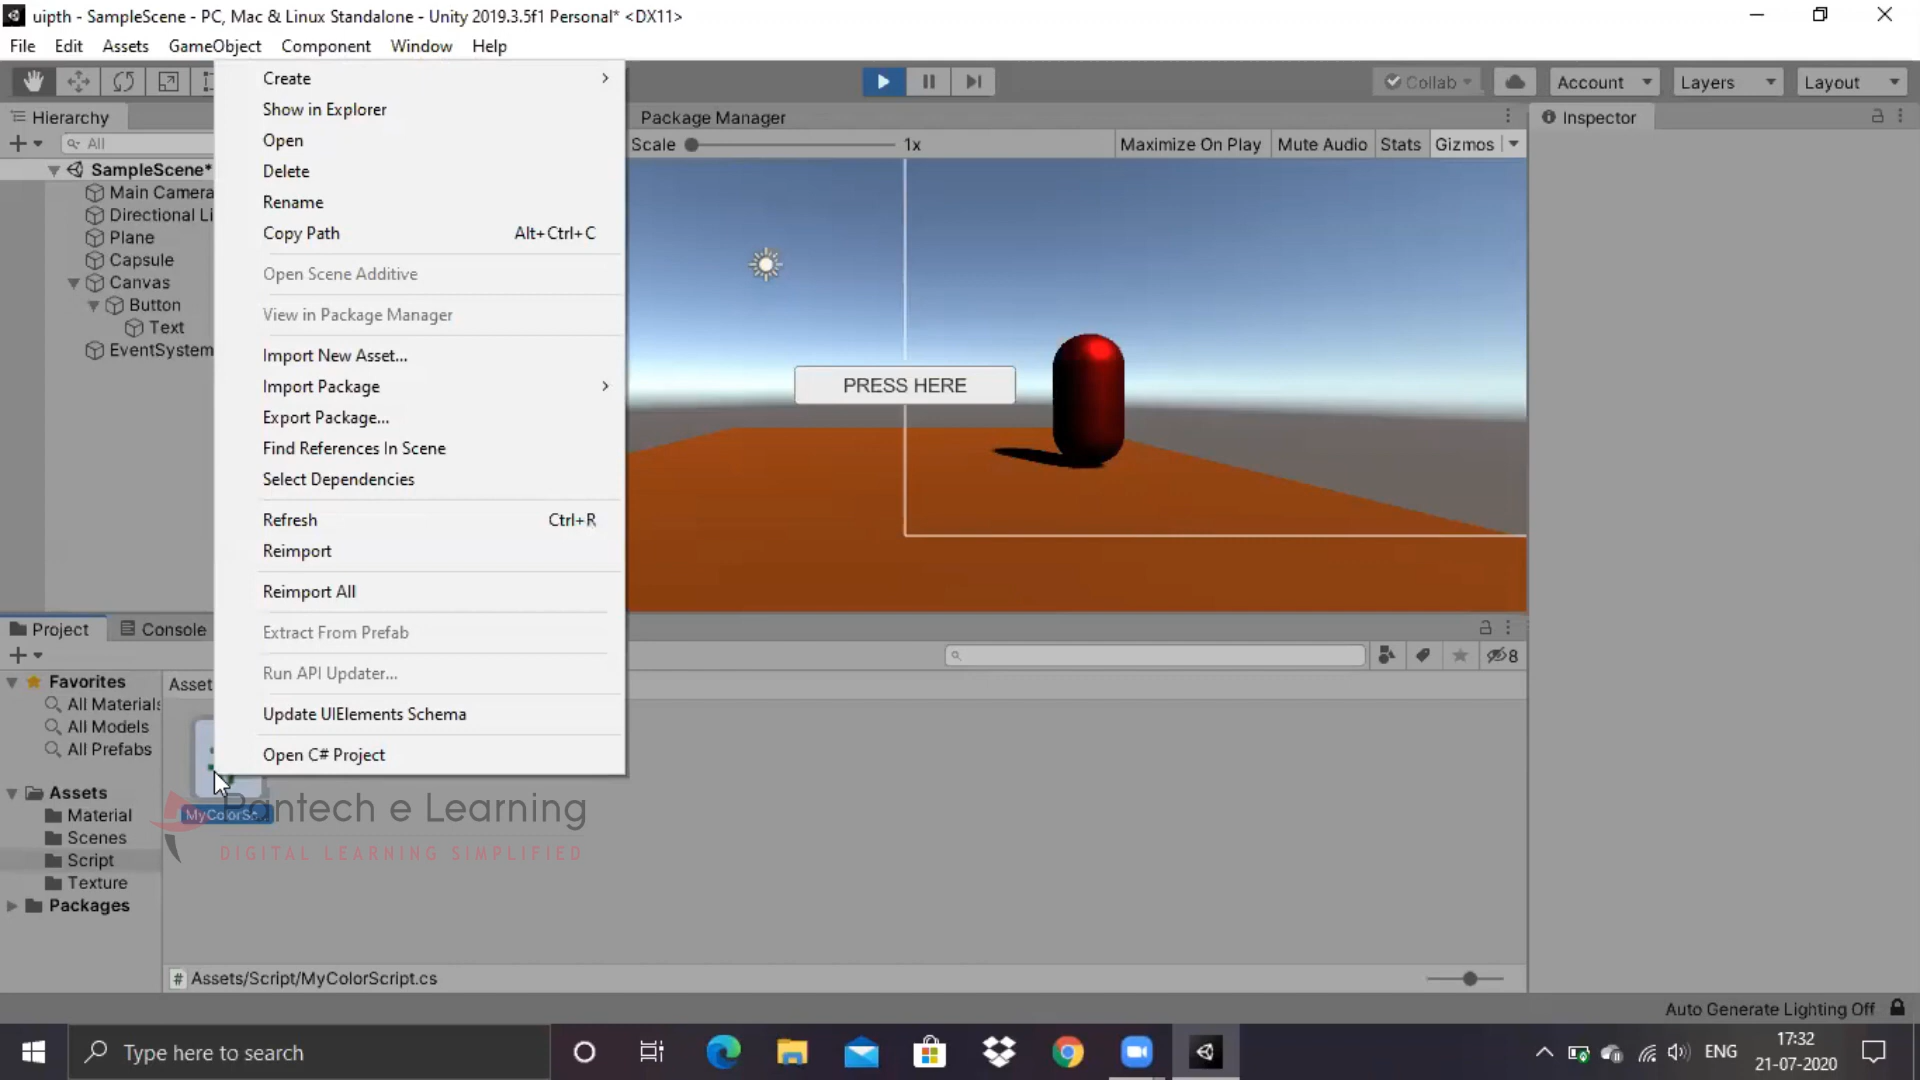 uipth - SampleScene - PC, Mac & Linux Standalone - Unity 2019.3.5f1 Personal* <DX11>
File Edit Assets GameObject Component Window Help
Collab Account Layers Layout
Hierarchy
All
SampleScene*
Main Camera
Directional Li
Plane
Capsule
Canvas
Button
Text
EventSystem
Create
Show in Explorer
Open
Delete
Rename
Copy Path Alt+Ctrl+C
Open Scene Additive
View in Package Manager
Import New Asset...
Import Package
Export Package...
Find References In Scene
Select Dependencies
Refresh Ctrl+R
Reimport
Reimport All
Extract From Prefab
Run API Updater...
Update UIElements Schema
Open C# Project
Package Manager
Scale 1x Maximize On Play Mute Audio Stats Gizmos
PRESS HERE
Inspector
Project Console
8
Favorites
All Materials
All Models
All Prefabs
Assets
Material
Scenes
Script
Texture
Packages
Asset
MyColorSc...
Pantech e Learning
DIGITAL LEARNING SIMPLIFIED
# Assets/Script/MyColorScript.cs
Auto Generate Lighting Off
Type here to search
ENG
17:32
21-07-2020